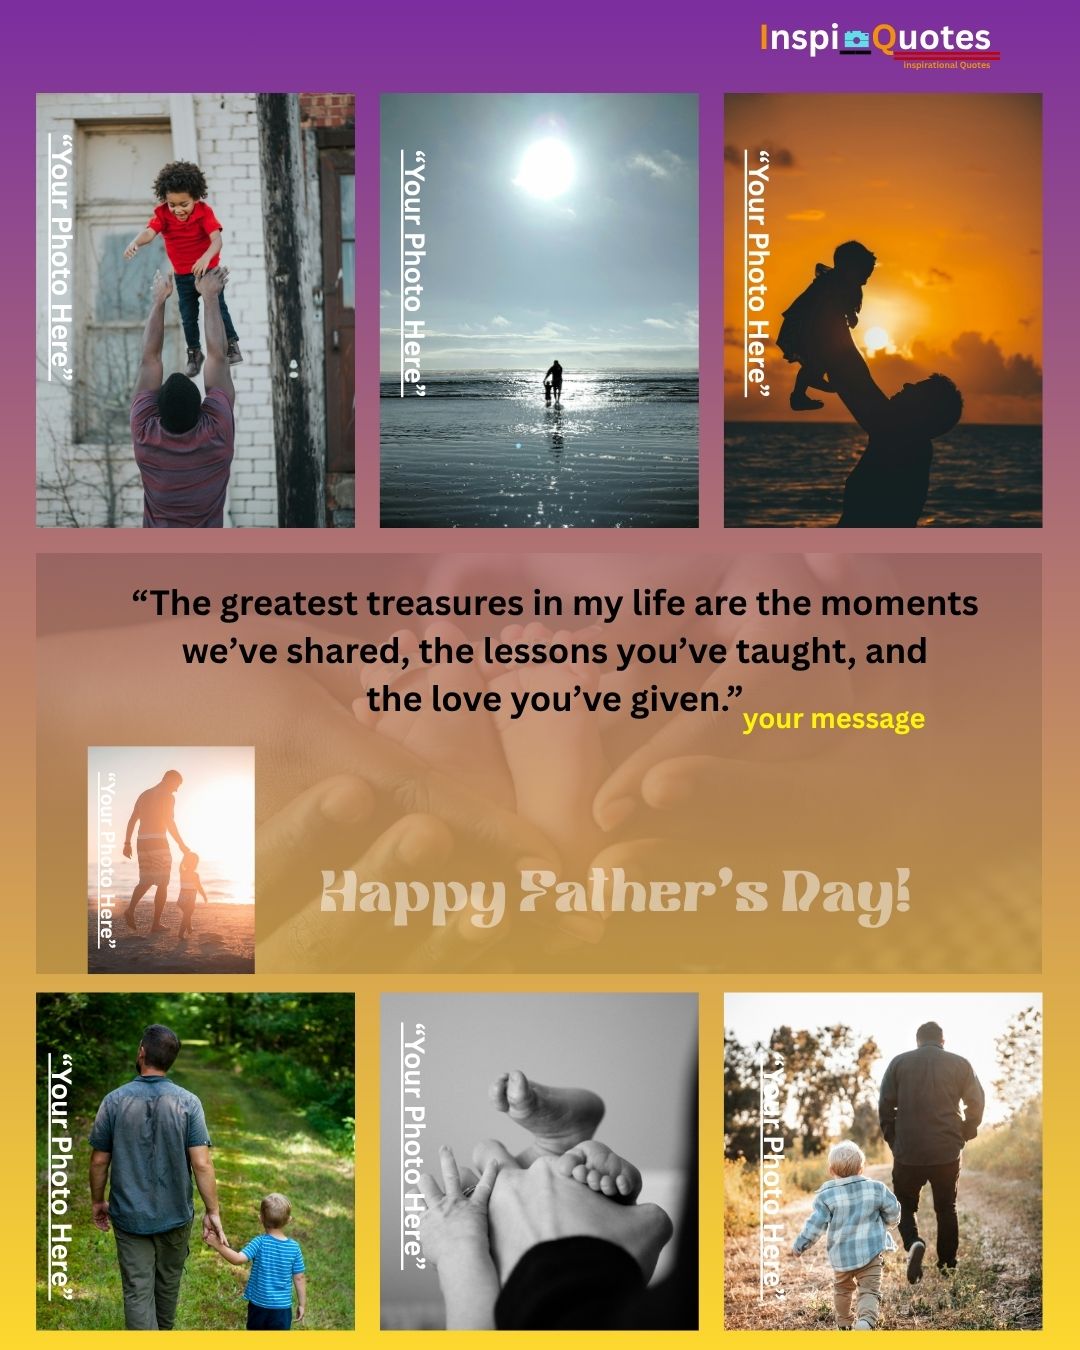 InspiQuotes
inspirational Quotes
“Your Photo Here”
“Your Photo Here”
“Your Photo Here”
“The greatest treasures in my life are the moments
we’ve shared, the lessons you’ve taught, and
the love you’ve given.”
your message
“Your Photo Here”
Happy Father’s Day!
“Your Photo Here”
“Your Photo Here”
“Your Photo Here”